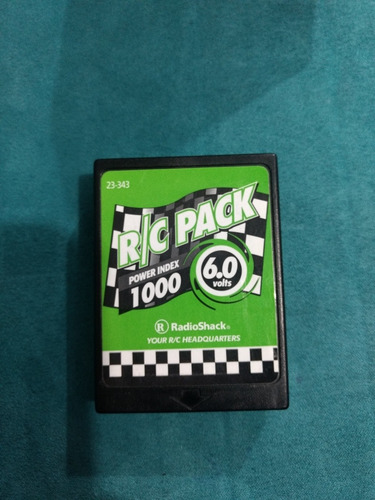 23-343
R/C PACK
POWER INDEX
1000
6.0
volts
R RadioShack®
YOUR R/C HEADQUARTERS